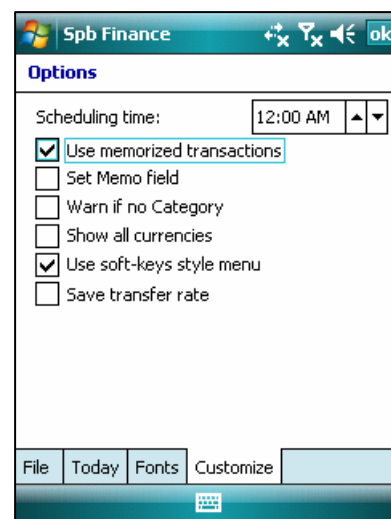 Spb Finance ok
Options
Scheduling time: 12:00 AM
Use memorized transactions
Set Memo field
Warn if no Category
Show all currencies
Use soft-keys style menu
Save transfer rate
File Today Fonts Customize